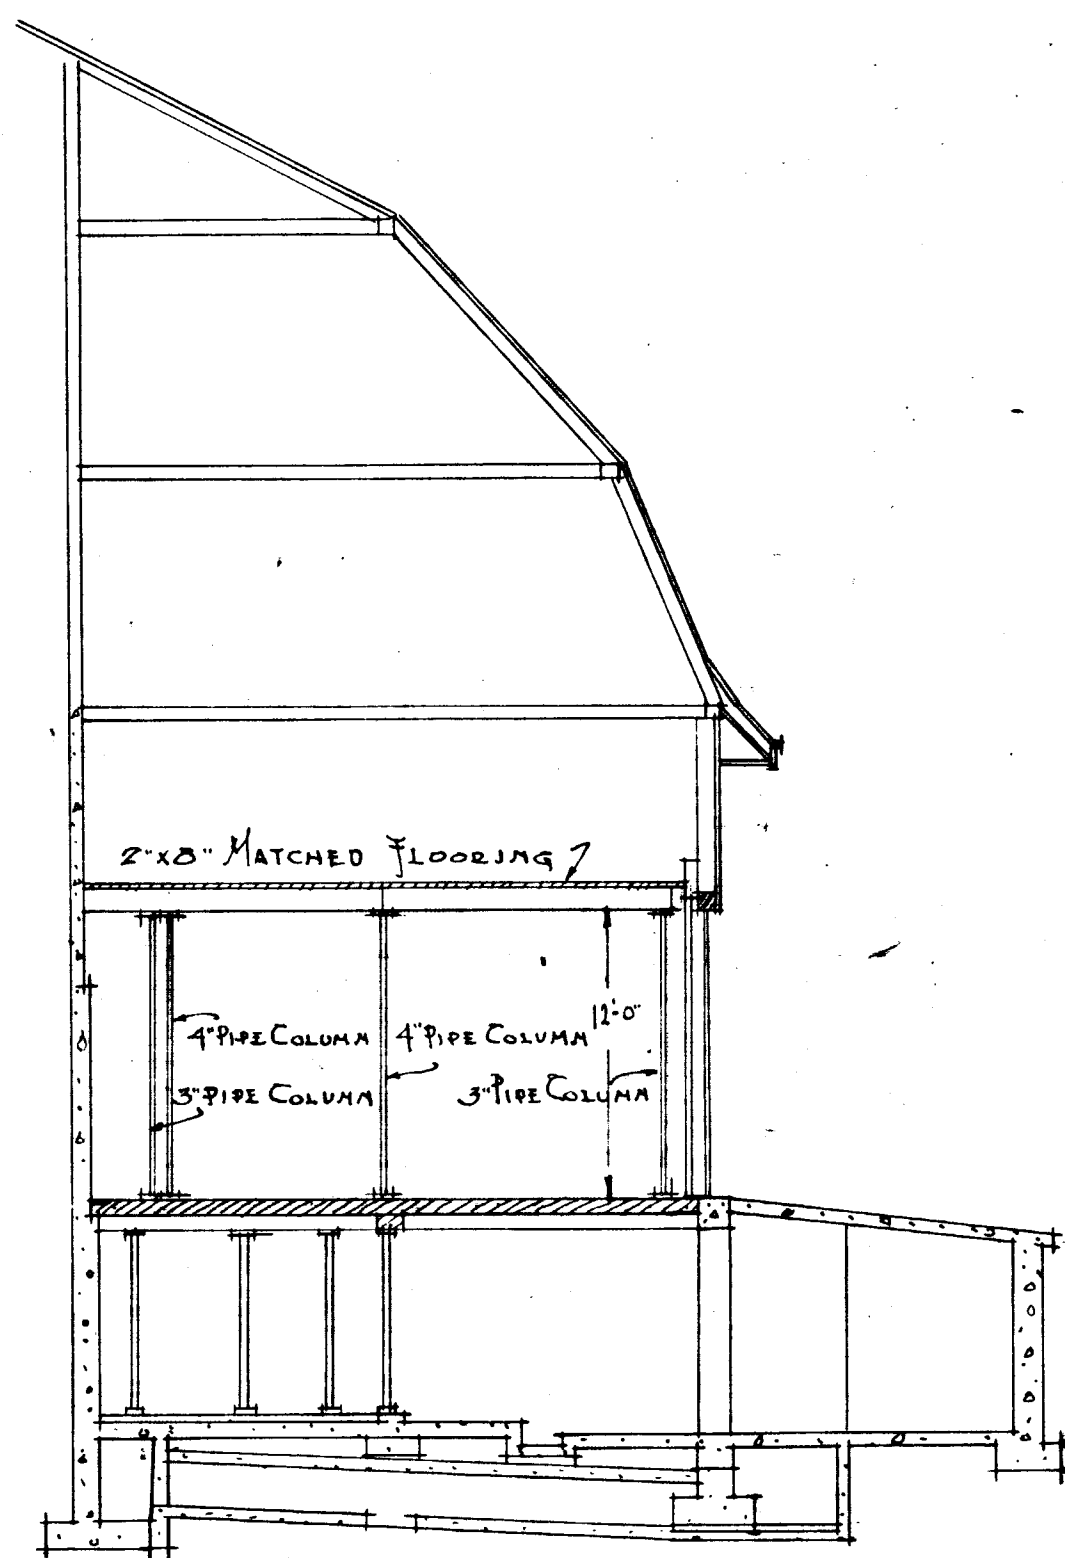 2"x8" MATCHED FLOORING
12'-0"
4" PIPE COLUMN
4" PIPE COLUMN
3" PIPE COLUMN
3" PIPE COLUMN